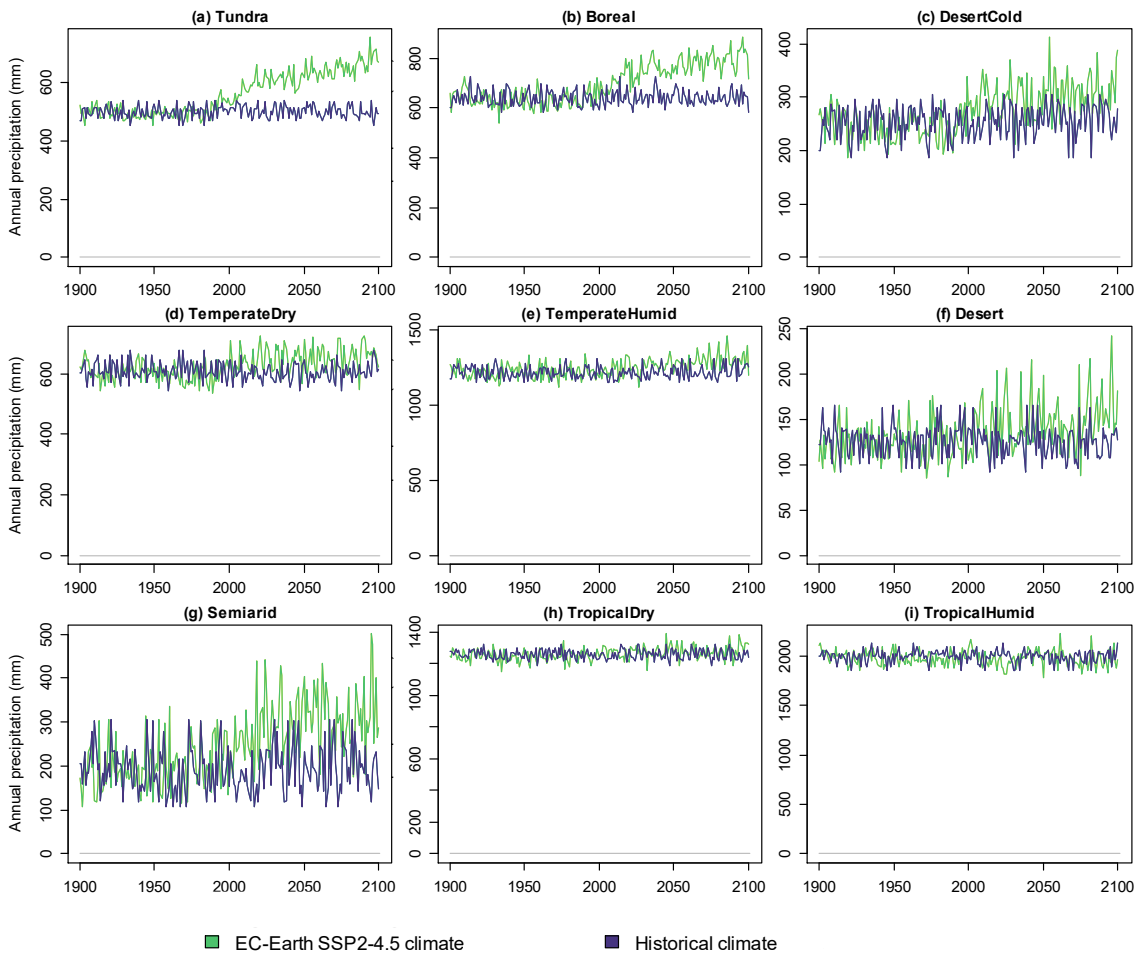 (a) Tundra
(b) Boreal
(c) DesertCold
Annual precipitation (mm)
0 200 400 600
0 200 400 600 800
0 100 200 300 400
1900 1950 2000 2050 2100
1900 1950 2000 2050 2100
1900 1950 2000 2050 2100
(d) TemperateDry
(e) TemperateHumid
(f) Desert
Annual precipitation (mm)
0 200 400 600
0 500 1000 1500
0 50 100 150 200 250
1900 1950 2000 2050 2100
1900 1950 2000 2050 2100
1900 1950 2000 2050 2100
(g) Semiarid
(h) TropicalDry
(i) TropicalHumid
Annual precipitation (mm)
0 100 200 300 400 500
0 200 400 600 1000 1400
0 500 1000 1500 2000
1900 1950 2000 2050 2100
1900 1950 2000 2050 2100
1900 1950 2000 2050 2100
EC-Earth SSP2-4.5 climate
Historical climate